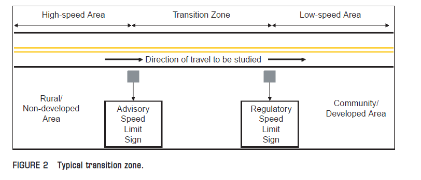 High-speed Area Transition Zone Low-speed Area
Direction of travel to be studied
Rural/
Non-developed
Area
Advisory
Speed
Limit
Sign
Regulatory
Speed
Limit
Sign
Community/
Developed Area
FIGURE 2 Typical transition zone.